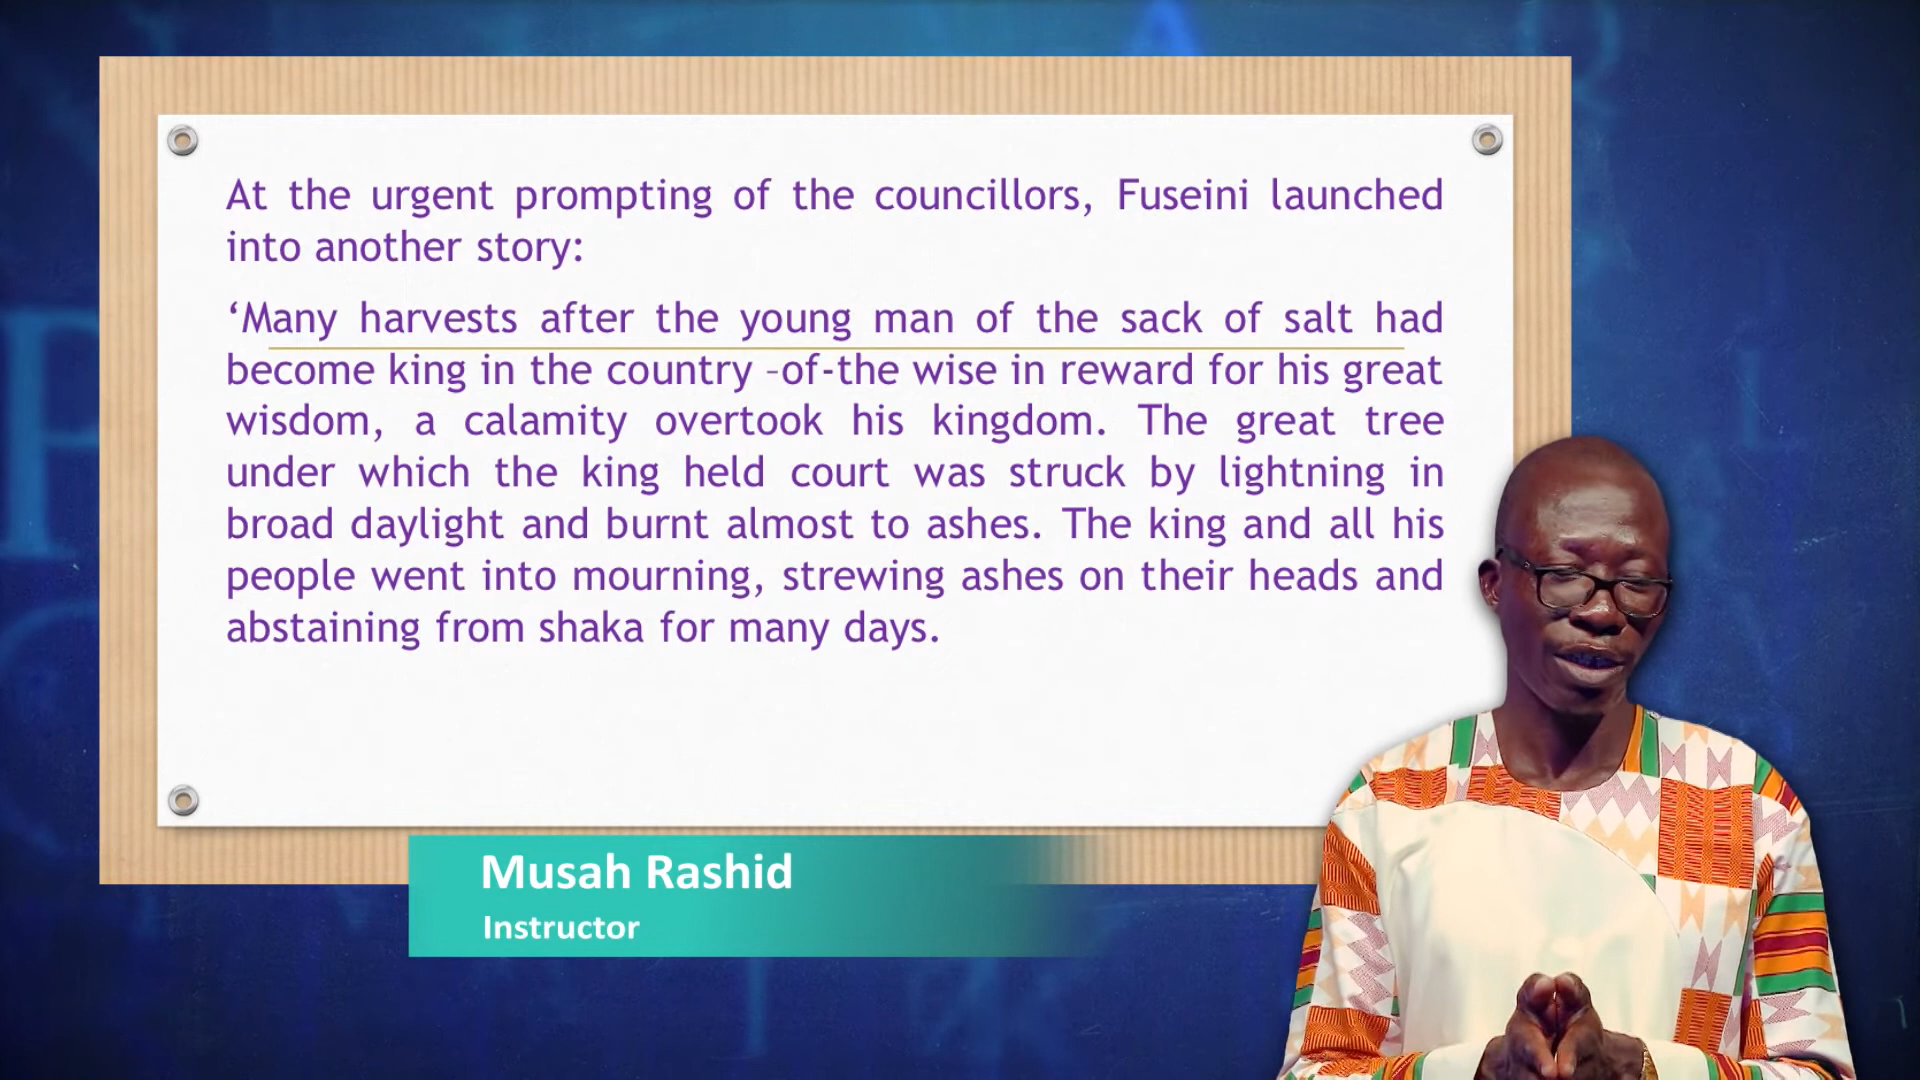 At the urgent prompting of the councillors, Fuseini launched
into another story:
‘Many harvests after the young man of the sack of salt had
become king in the country –of-the wise in reward for his great
wisdom, a calamity overtook his kingdom. The great tree
under which the king held court was struck by lightning in
broad daylight and burnt almost to ashes. The king and all his
people went into mourning, strewing ashes on their heads and
abstaining from shaka for many days.
Musah Rashid
Instructor